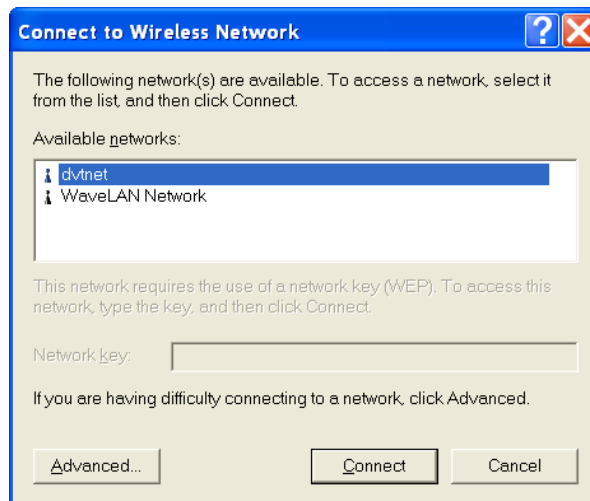 Connect to Wireless Network
The following network(s) are available. To access a network, select it
from the list, and then click Connect.
Available networks:
dvtnet
WaveLAN Network
This network requires the use of a network key (WEP). To access this
network, type the key, and then click Connect.
Network key:
If you are having difficulty connecting to a network, click Advanced.
Advanced... Connect Cancel